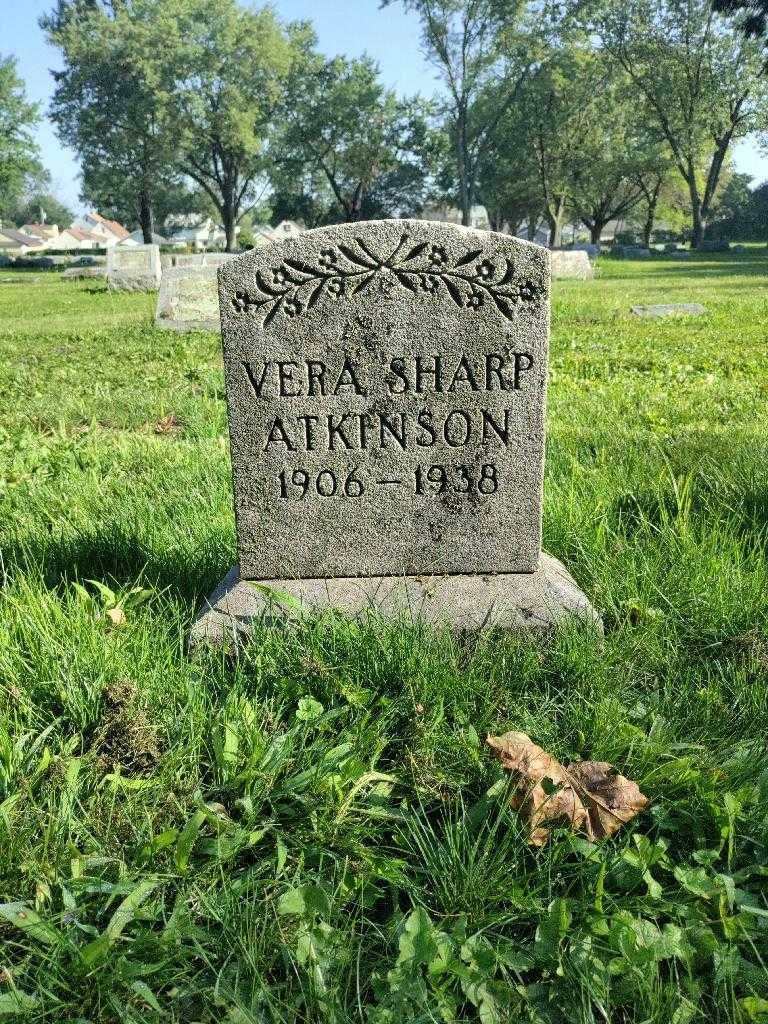 VERA SHARP
ATKINSON
1906 – 1938